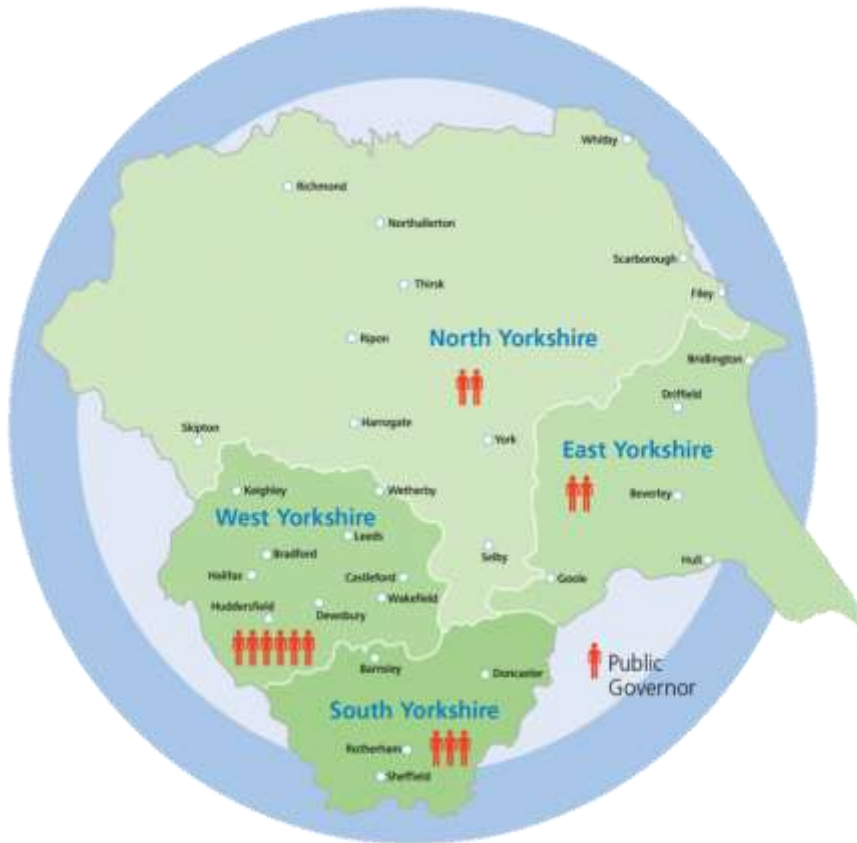 Whitby
Richmond
Northallerton
Scarborough
Thirsk
Filey
Ripon
North Yorkshire
Bridlington
Driffield
Harrogate
Skipton
York
East Yorkshire
Keighley
Wetherby
Beverley
West Yorkshire
Leeds
Bradford
Selby
Hull
Halifax
Castleford
Goole
Wakefield
Huddersfield
Dewsbury
Barnsley
Public
Governor
Doncaster
South Yorkshire
Rotherham
Sheffield